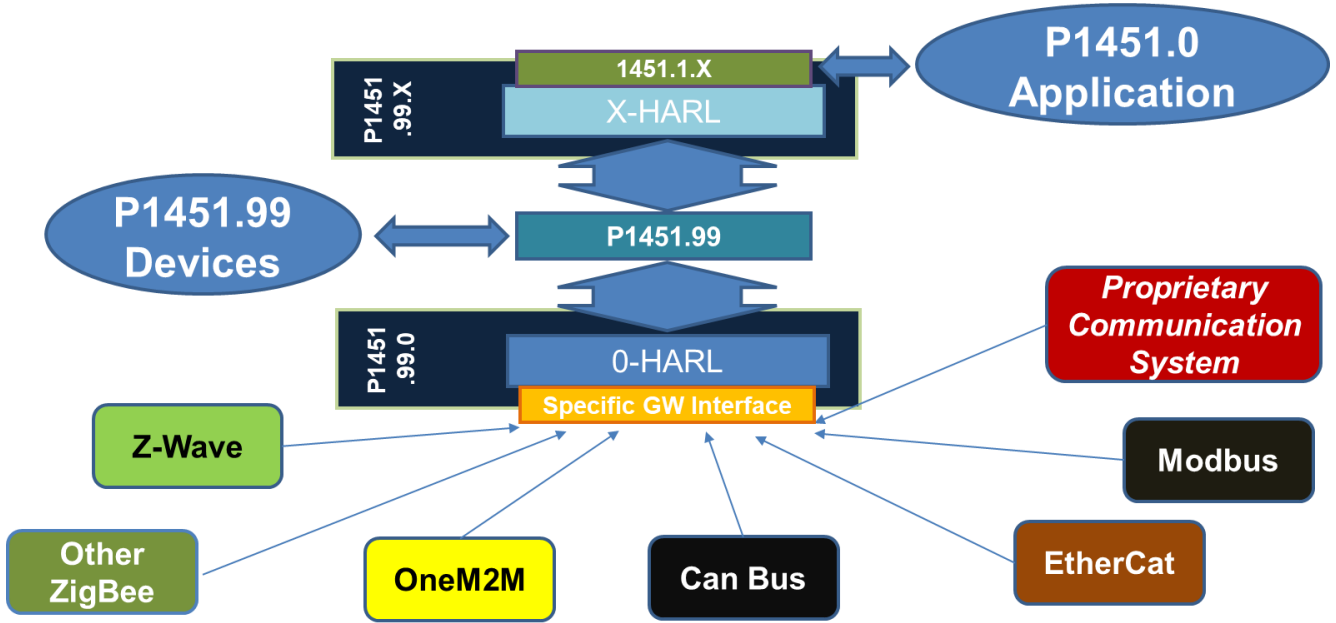 1451.1.X
P1451.0
Application
P1451
.99.X
X-HARL
P1451.99
Devices
P1451.99
Proprietary
Communication
System
P1451
.99.0
0-HARL
Specific GW Interface
Z-Wave
Modbus
Other
ZigBee
OneM2M
Can Bus
EtherCat